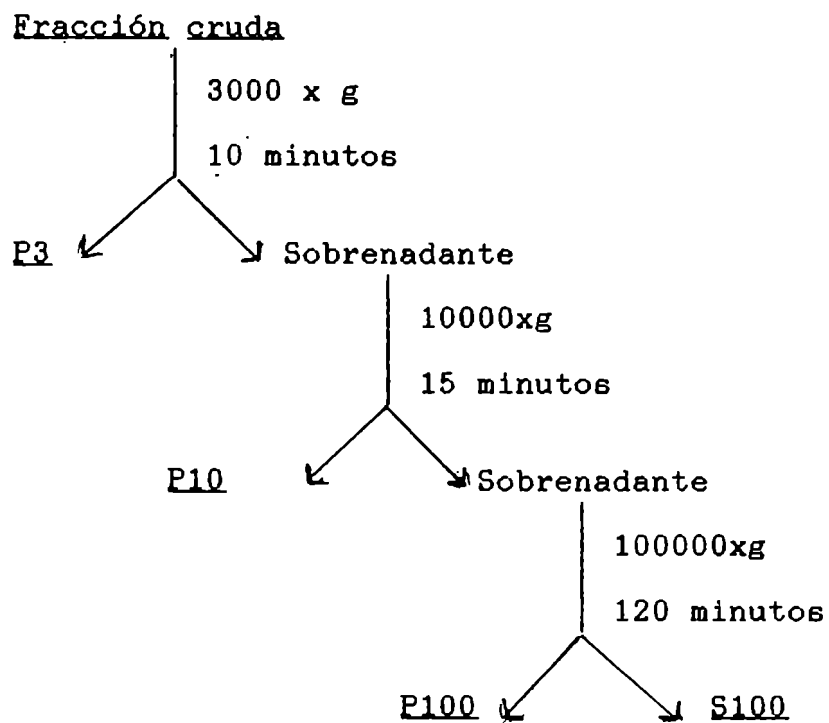 Fracción cruda
3000 x g
10 minutos
P3 Sobrenadante
10000xg
15 minutos
P10 Sobrenadante
100000xg
120 minutos
P100 S100